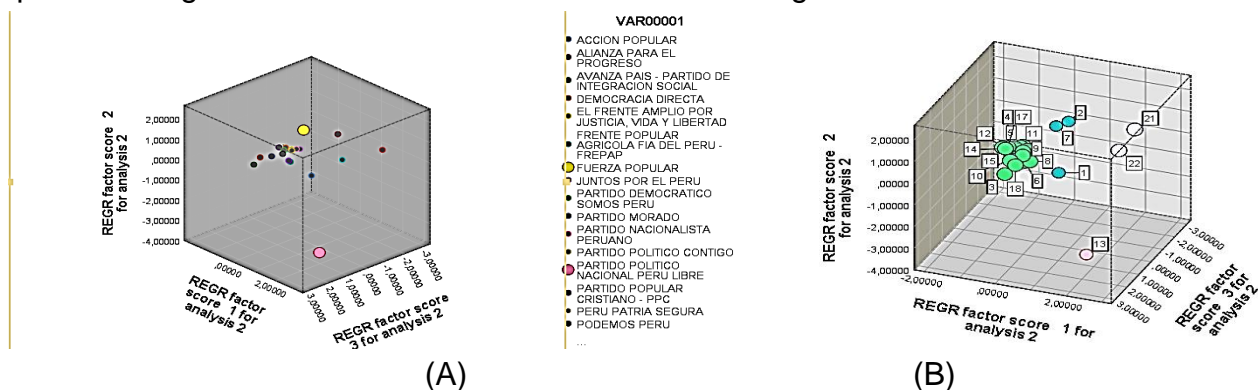 REGR factor score 2
for analysis 2
2,00000
1,00000
,00000
-1,00000
-2,00000
-3,00000
-4,00000
,00000
2,00000
REGR factor
score 1 for
analysis 2
3,00000
2,00000
1,00000
,00000
-1,00000
-2,00000
-3,00000
REGR factor score
3 for analysis 2
VAR00001
ACCION POPULAR
ALIANZA PARA EL
PROGRESO
AVANZA PAIS - PARTIDO DE
INTEGRACION SOCIAL
DEMOCRACIA DIRECTA
EL FRENTE AMPLIO POR
JUSTICIA, VIDA Y LIBERTAD
FRENTE POPULAR
AGRICOLA FIA DEL PERU -
FREPAP
FUERZA POPULAR
JUNTOS POR EL PERU
PARTIDO DEMOCRATICO
SOMOS PERU
PARTIDO MORADO
PARTIDO NACIONALISTA
PERUANO
PARTIDO POLITICO CONTIGO
PARTIDO POLITICO
NACIONAL PERU LIBRE
PARTIDO POPULAR
CRISTIANO - PPC
PERU PATRIA SEGURA
PODEMOS PERU
...
REGR factor score 2
for analysis 2
2,00000
1,00000
,00000
-1,00000
-2,00000
-3,00000
-4,00000
4
17
2
21
12
11
7
14
9
22
15
8
1
10
6
3
18
13
-2,00000
,00000
2,00000
REGR factor score 1 for
analysis 2
-3,00000
-2,00000
-1,00000
,00000
1,00000
2,00000
3,00000
REGR factor
score 3 for
analysis 2
(A)
(B)